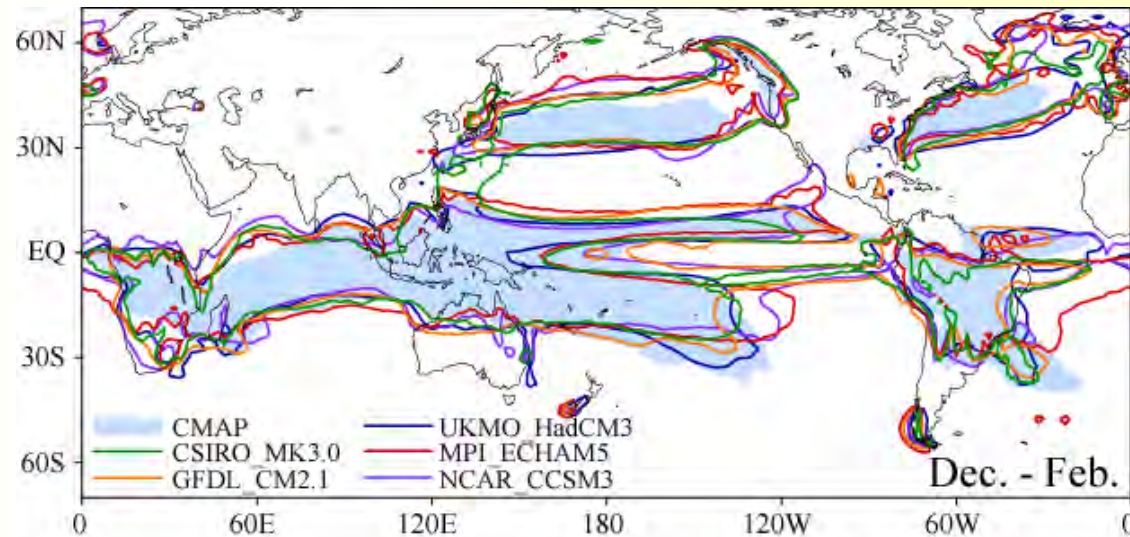 60N
30N
EQ
30S
60S
CMAP
UKMO_HadCM3
CSIRO_MK3.0
MPI_ECHAM5
GFDL_CM2.1
NCAR_CCSM3
Dec. - Feb.
0 60E 120E 180 120W 60W 0